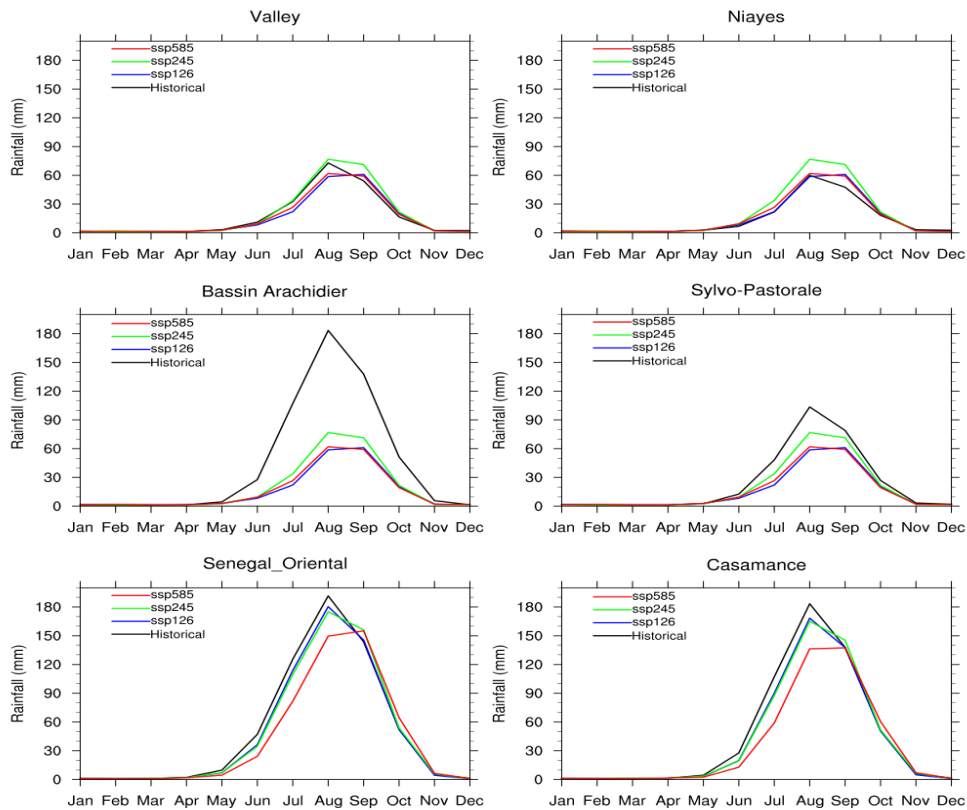 Valley
Rainfall (mm)
180
150
120
90
60
30
0
ssp585
ssp245
ssp126
Historical
Jan Feb Mar Apr May Jun Jul Aug Sep Oct Nov Dec
Niayes
Rainfall (mm)
180
150
120
90
60
30
0
ssp585
ssp245
ssp126
Historical
Jan Feb Mar Apr May Jun Jul Aug Sep Oct Nov Dec
Bassin Arachidier
Rainfall (mm)
180
150
120
90
60
30
0
ssp585
ssp245
ssp126
Historical
Jan Feb Mar Apr May Jun Jul Aug Sep Oct Nov Dec
Sylvo-Pastorale
Rainfall (mm)
180
150
120
90
60
30
0
ssp585
ssp245
ssp126
Historical
Jan Feb Mar Apr May Jun Jul Aug Sep Oct Nov Dec
Senegal_Oriental
Rainfall (mm)
180
150
120
90
60
30
0
ssp585
ssp245
ssp126
Historical
Jan Feb Mar Apr May Jun Jul Aug Sep Oct Nov Dec
Casamance
Rainfall (mm)
180
150
120
90
60
30
0
ssp585
ssp245
ssp126
Historical
Jan Feb Mar Apr May Jun Jul Aug Sep Oct Nov Dec